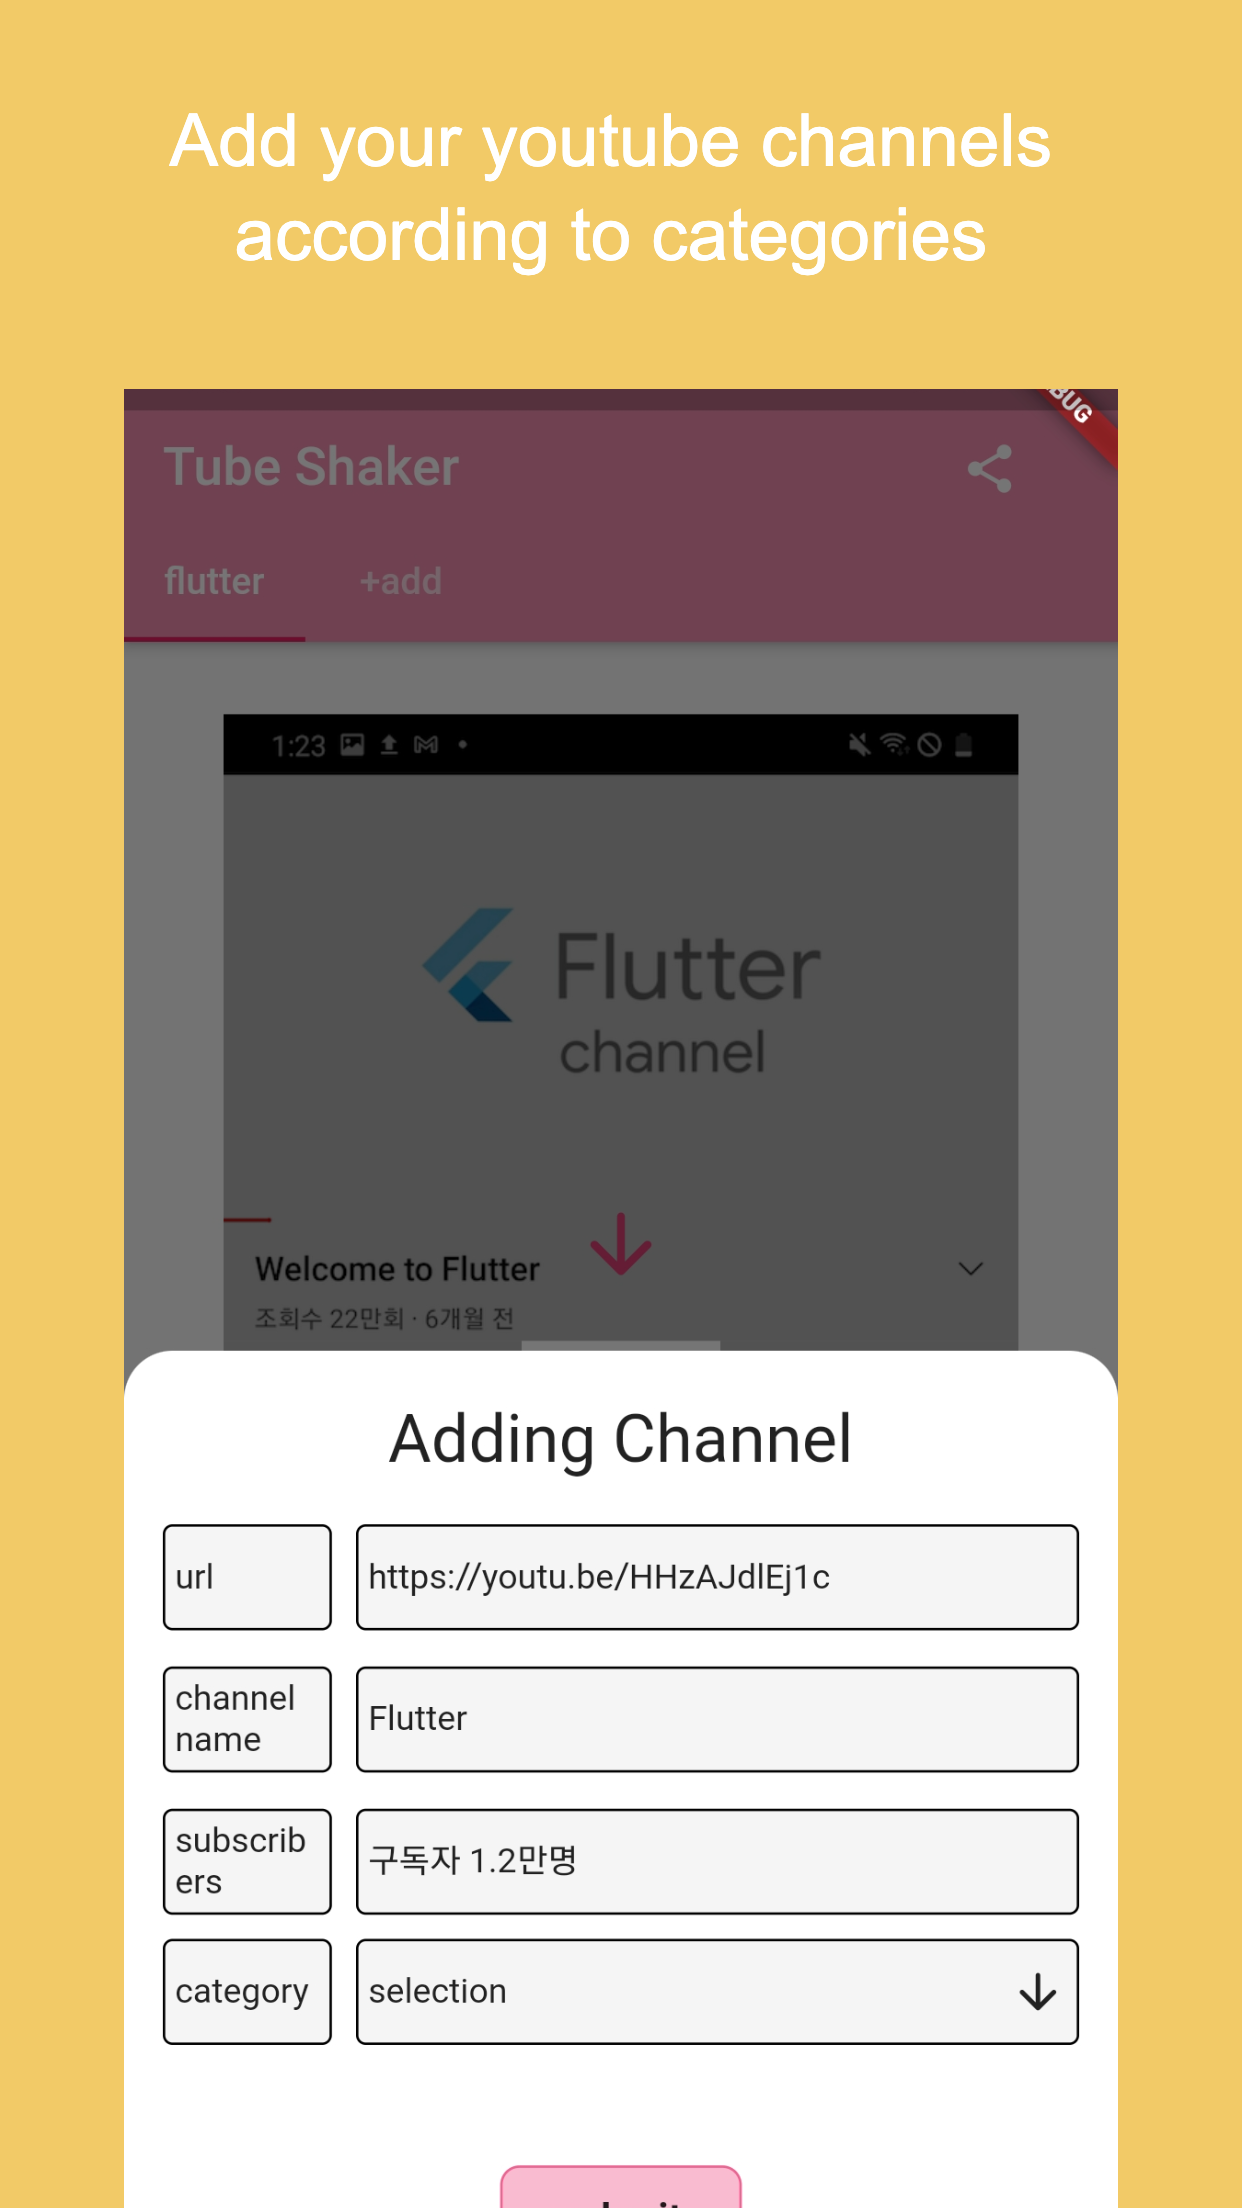 Add your youtube channels
according to categories
BUG
Tube Shaker
flutter +add
1:23
Flutter
channel
Welcome to Flutter
조회수 22만회 · 6개월 전
Adding Channel
url https://youtu.be/HHzAJdlEj1c
channel
name
Flutter
subscrib
ers
구독자 1.2만명
category selection